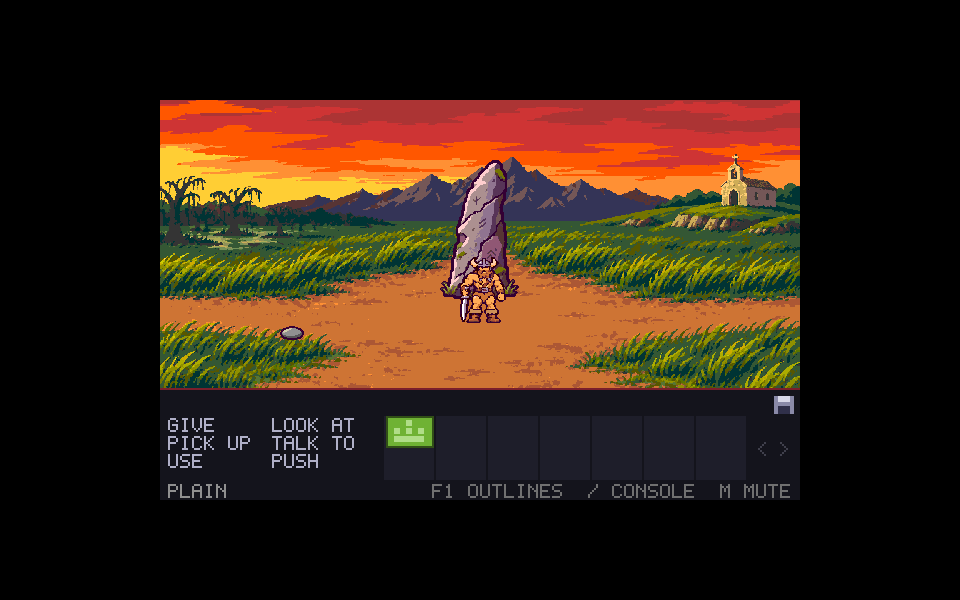 GIVE LOOK AT
PICK UP TALK TO
USE PUSH
PLAIN F1 OUTLINES / CONSOLE M MUTE